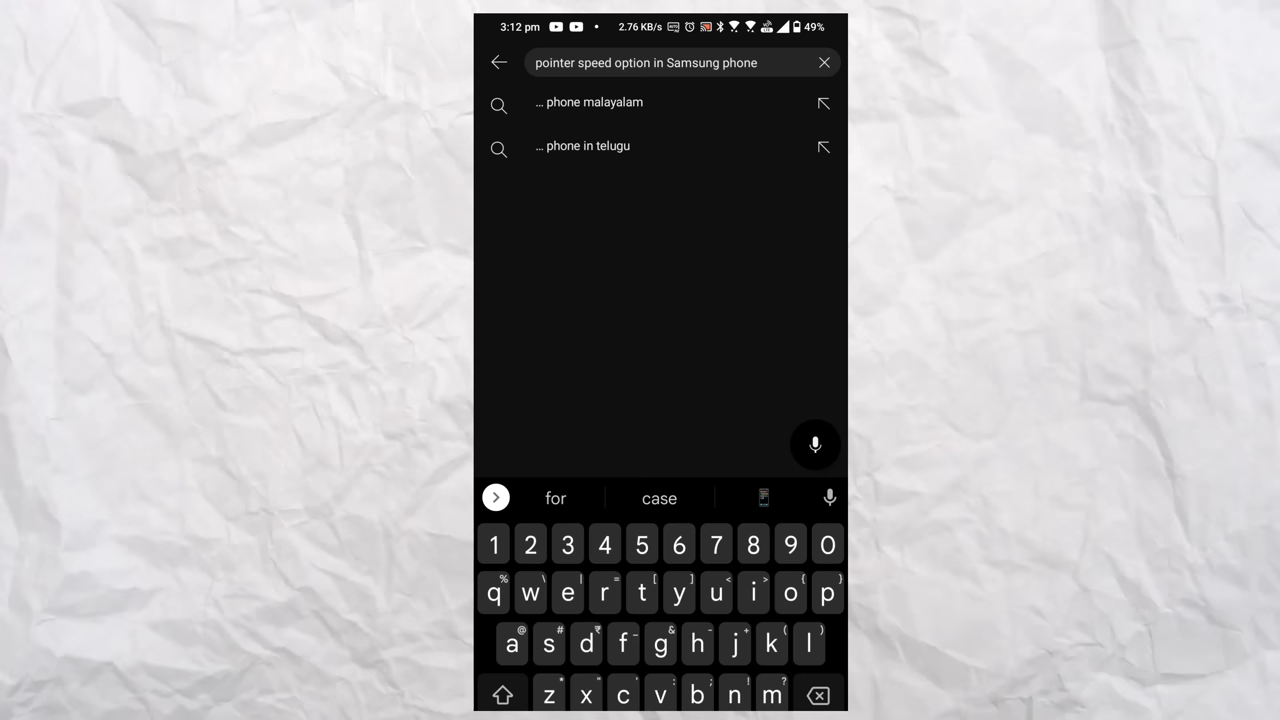 3:12 pm 2.76 KB/s 49%
pointer speed option in Samsung phone
... phone malayalam
... phone in telugu
for case
1 2 3 4 5 6 7 8 9 0
% \ | = [ ] < > { }
q w e r t y u i o p
@ # ₹ _ & - + ( )
a s d f g h j k l
* " ' : ; ! ?
z x c v b n m